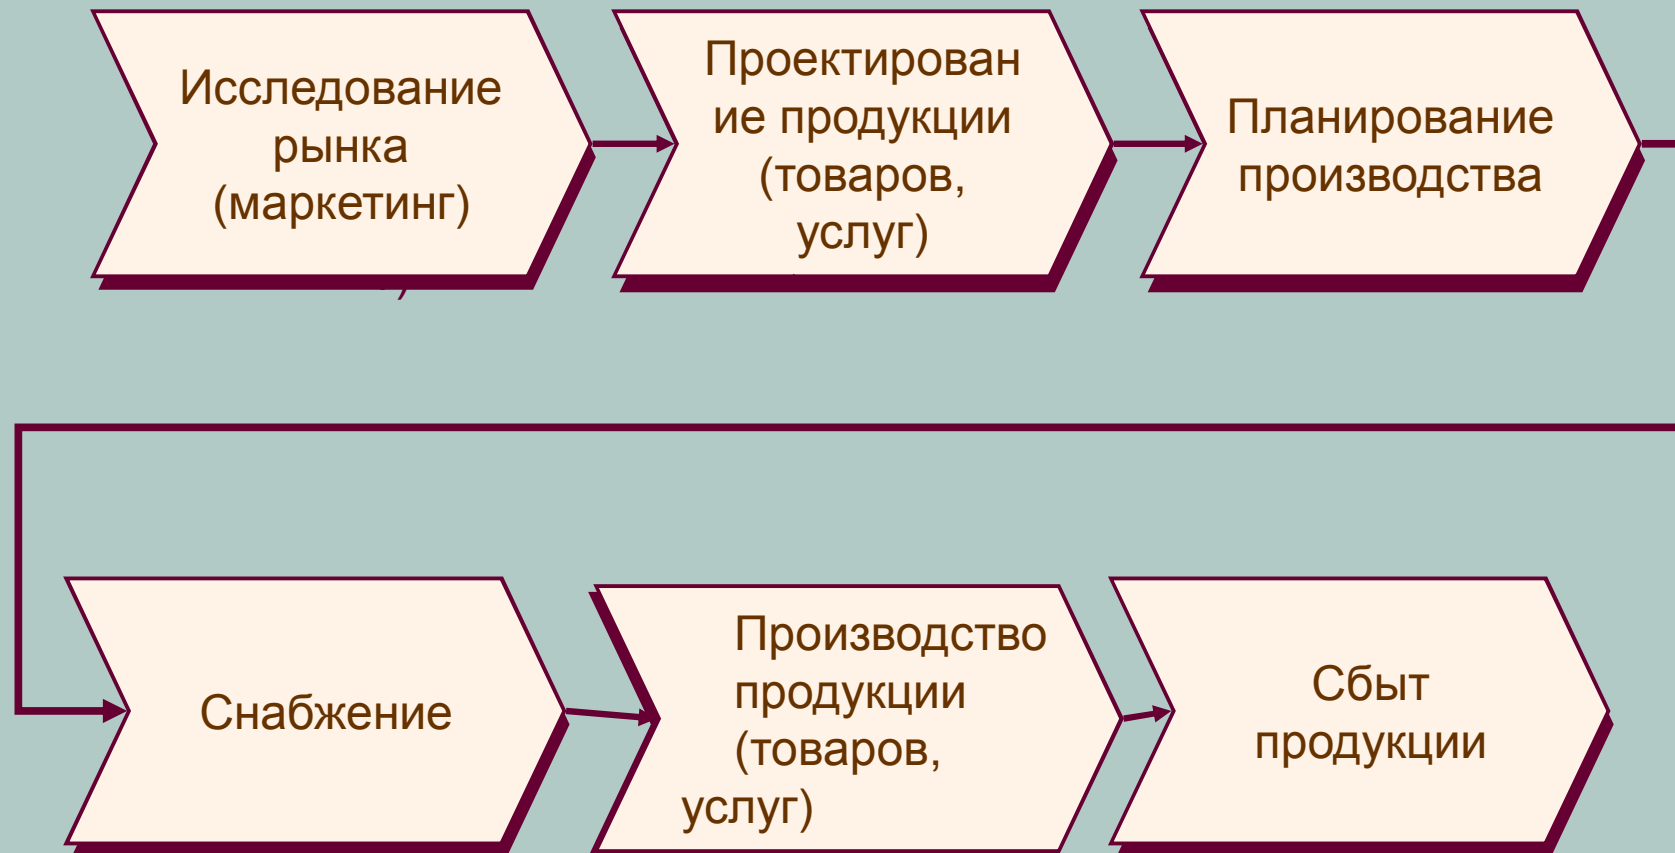 Исследование
рынка
(маркетинг)
Проектирован
ие продукции
(товаров,
услуг)
Планирование
производства
Снабжение
Производство
продукции
(товаров,
услуг)
Сбыт
продукции